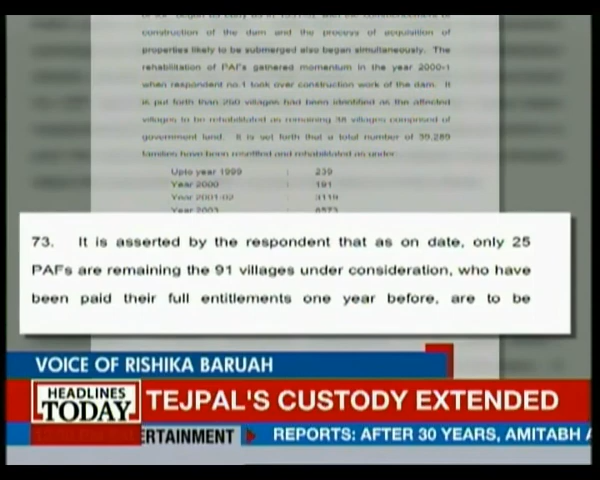 construction of the dam and the process of acquisition of
properties likely to be submerged also began simultaneously. The
rehabilitation of PAFs gathered momentum in the year 2000-1
when respondent no.1 took over construction work of the dam. It
is put forth than 260 villages had been identified as the affected
villages to be rehabilitated as remaining 38 villages comprised of
government lund. It is set forth that a total number of
families have been resettled and rehabilitated as under
Upto year 1999 : 239
Year 2000 : 191
Year 2001-02 : 3119
Year 2003 : 6573
73. It is asserted by the respondent that as on date, only 25
PAFs are remaining the 91 villages under consideration, who have
been paid their full entitlements one year before, are to be
VOICE OF RISHIKA BARUAH
HEADLINES
TODAY
TEJPAL'S CUSTODY EXTENDED
ERTAINMENT
REPORTS: AFTER 30 YEARS, AMITABH